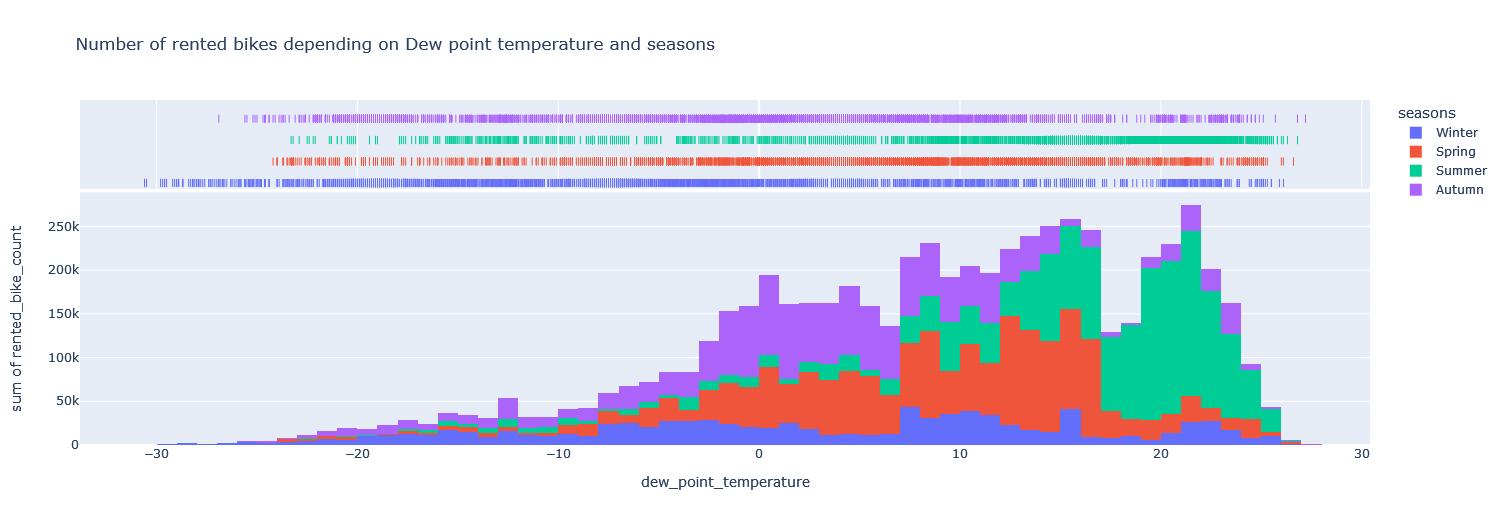 Number of rented bikes depending on Dew point temperature and seasons
seasons
Winter
Spring
Summer
Autumn
sum of rented_bike_count
250k
200k
150k
100k
50k
0
−30
−20
−10
0
10
20
30
dew_point_temperature